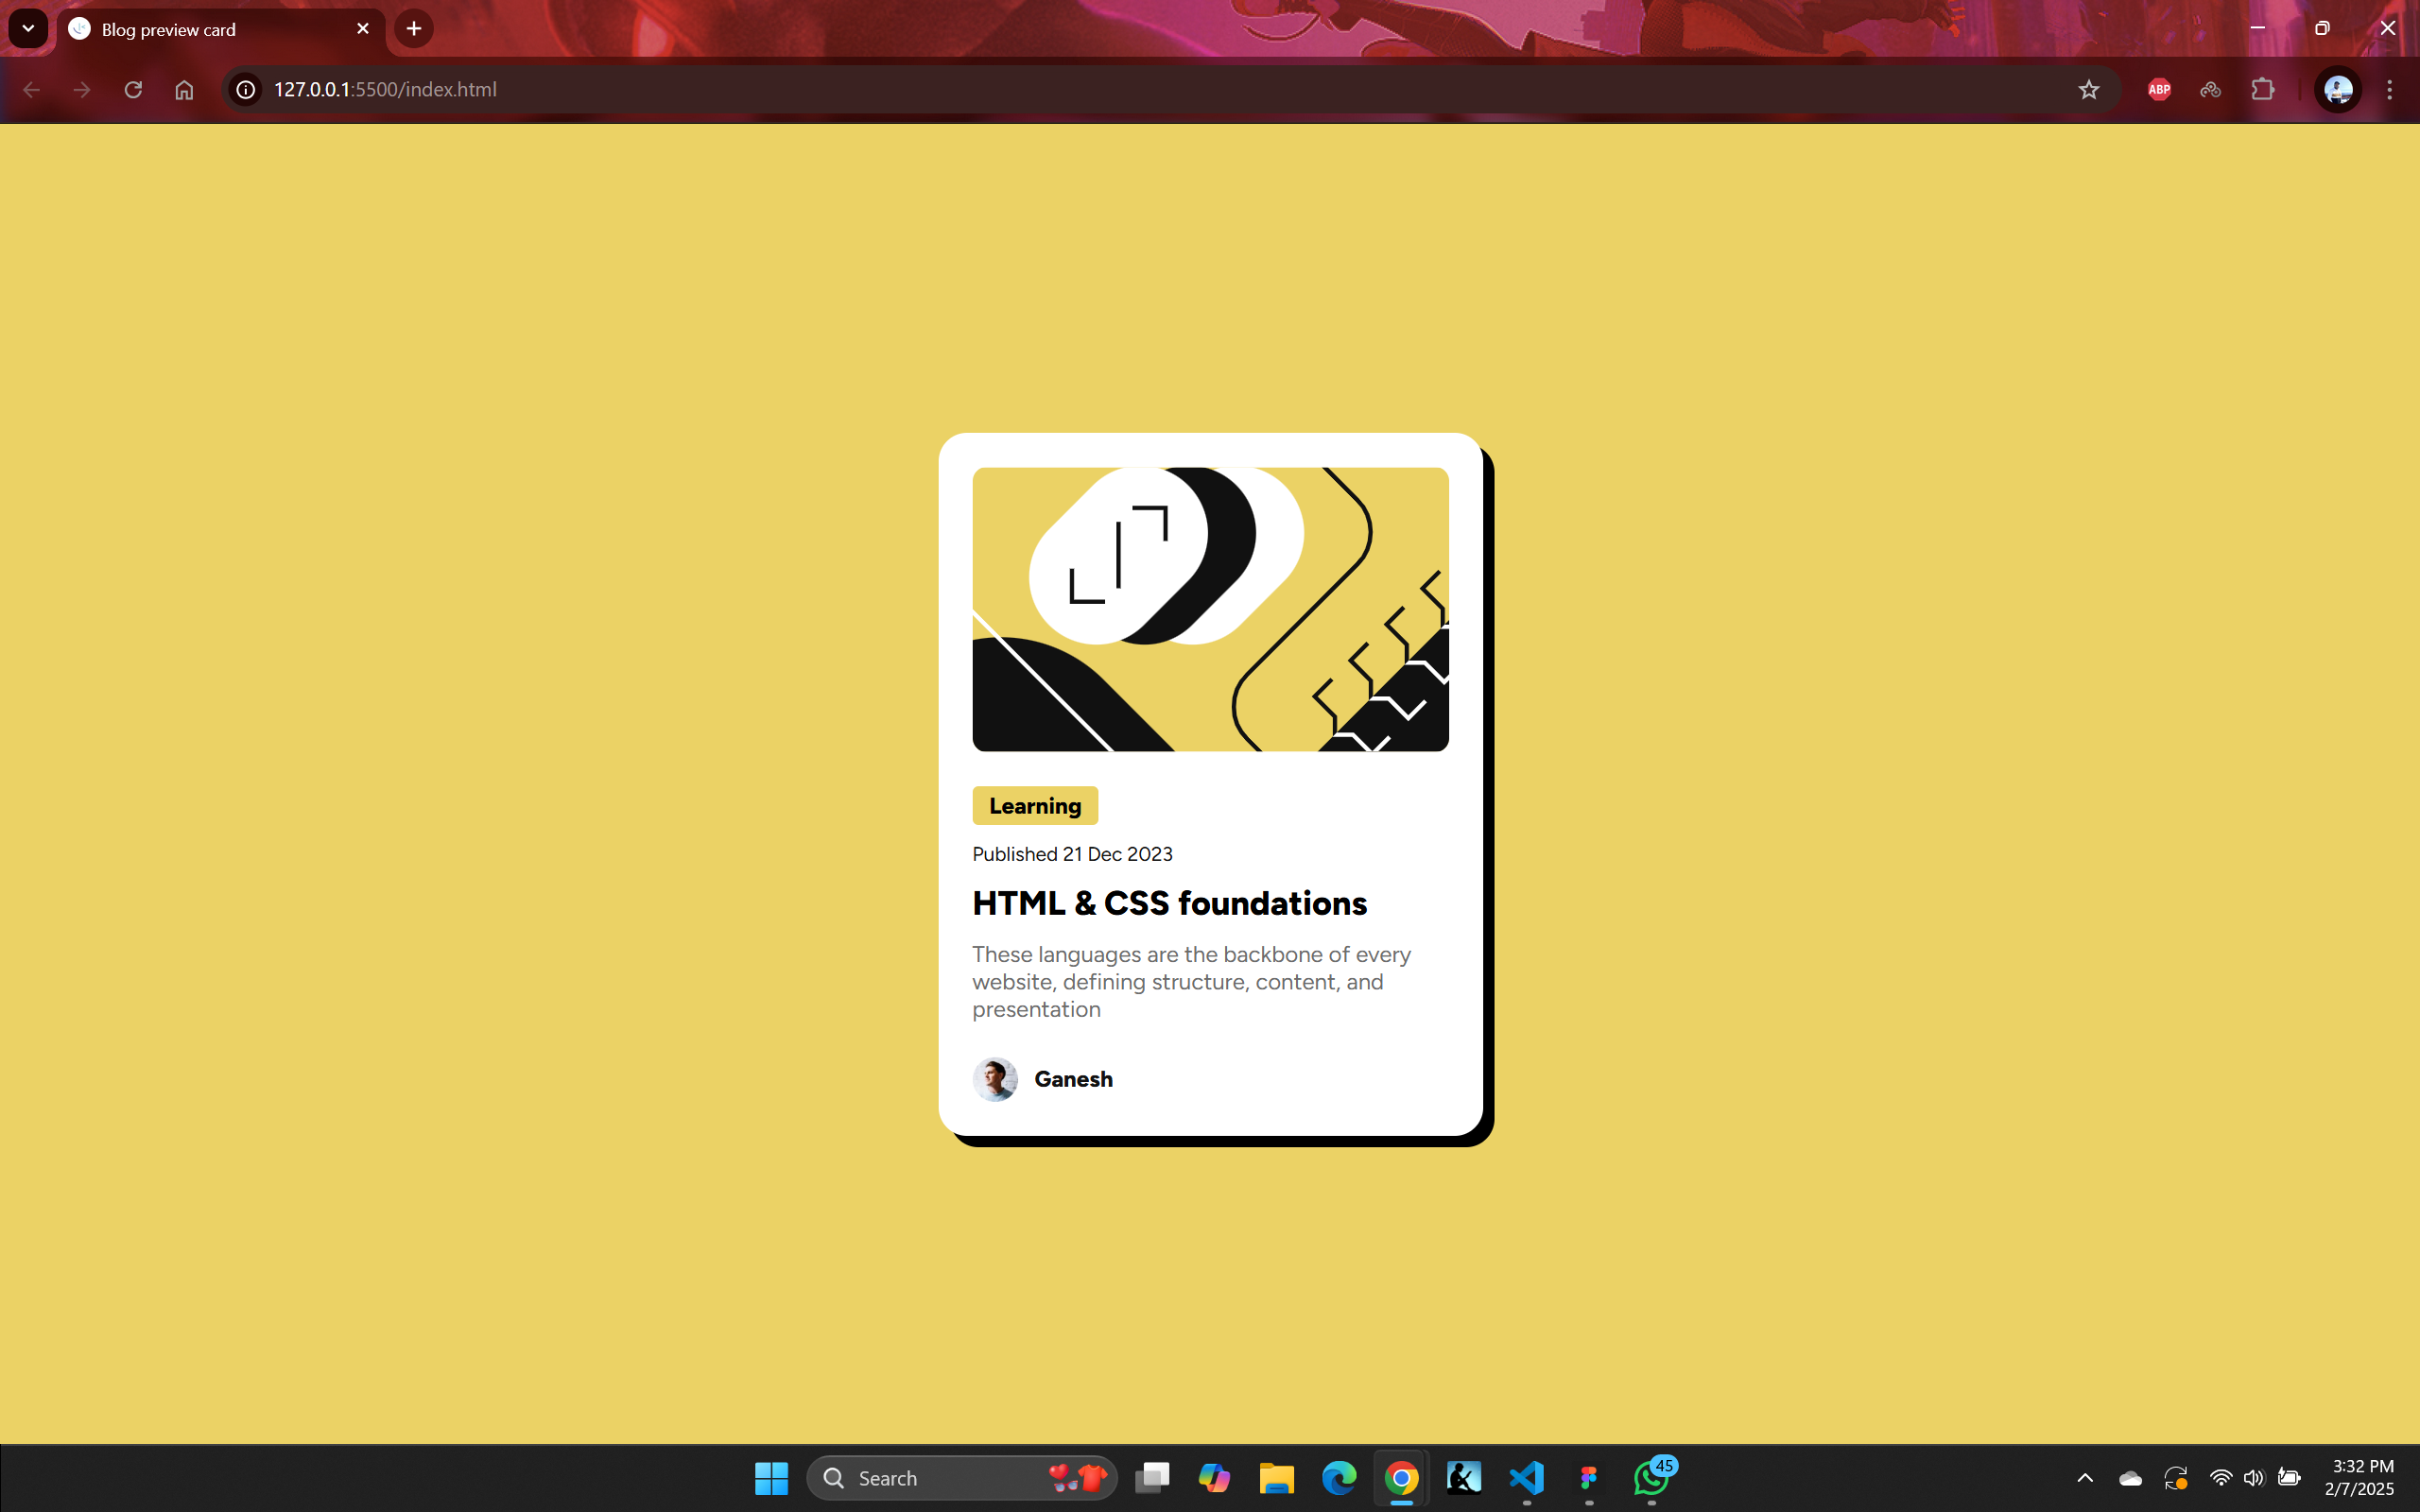 Blog preview card
127.0.0.1:5500/index.html
ABP
Learning
Published 21 Dec 2023
HTML & CSS foundations
These languages are the backbone of every
website, defining structure, content, and
presentation
Ganesh
Search
45
3:32 PM
2/7/2025